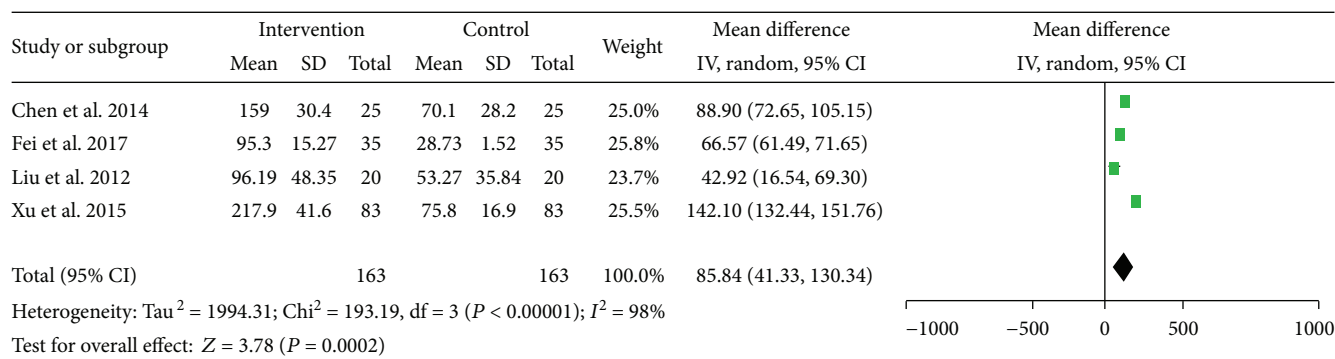 Study or subgroup Intervention Control Weight Mean difference Mean difference
Mean SD Total Mean SD Total IV, random, 95% CI IV, random, 95% CI
Chen et al. 2014 159 30.4 25 70.1 28.2 25 25.0% 88.90 (72.65, 105.15)
Fei et al. 2017 95.3 15.27 35 28.73 1.52 35 25.8% 66.57 (61.49, 71.65)
Liu et al. 2012 96.19 48.35 20 53.27 35.84 20 23.7% 42.92 (16.54, 69.30)
Xu et al. 2015 217.9 41.6 83 75.8 16.9 83 25.5% 142.10 (132.44, 151.76)
Total (95% CI) 163 163 100.0% 85.84 (41.33, 130.34)
Heterogeneity: Tau² = 1994.31; Chi² = 193.19, df = 3 (P < 0.00001); I² = 98%
Test for overall effect: Z = 3.78 (P = 0.0002)
−1000 −500 0 500 1000